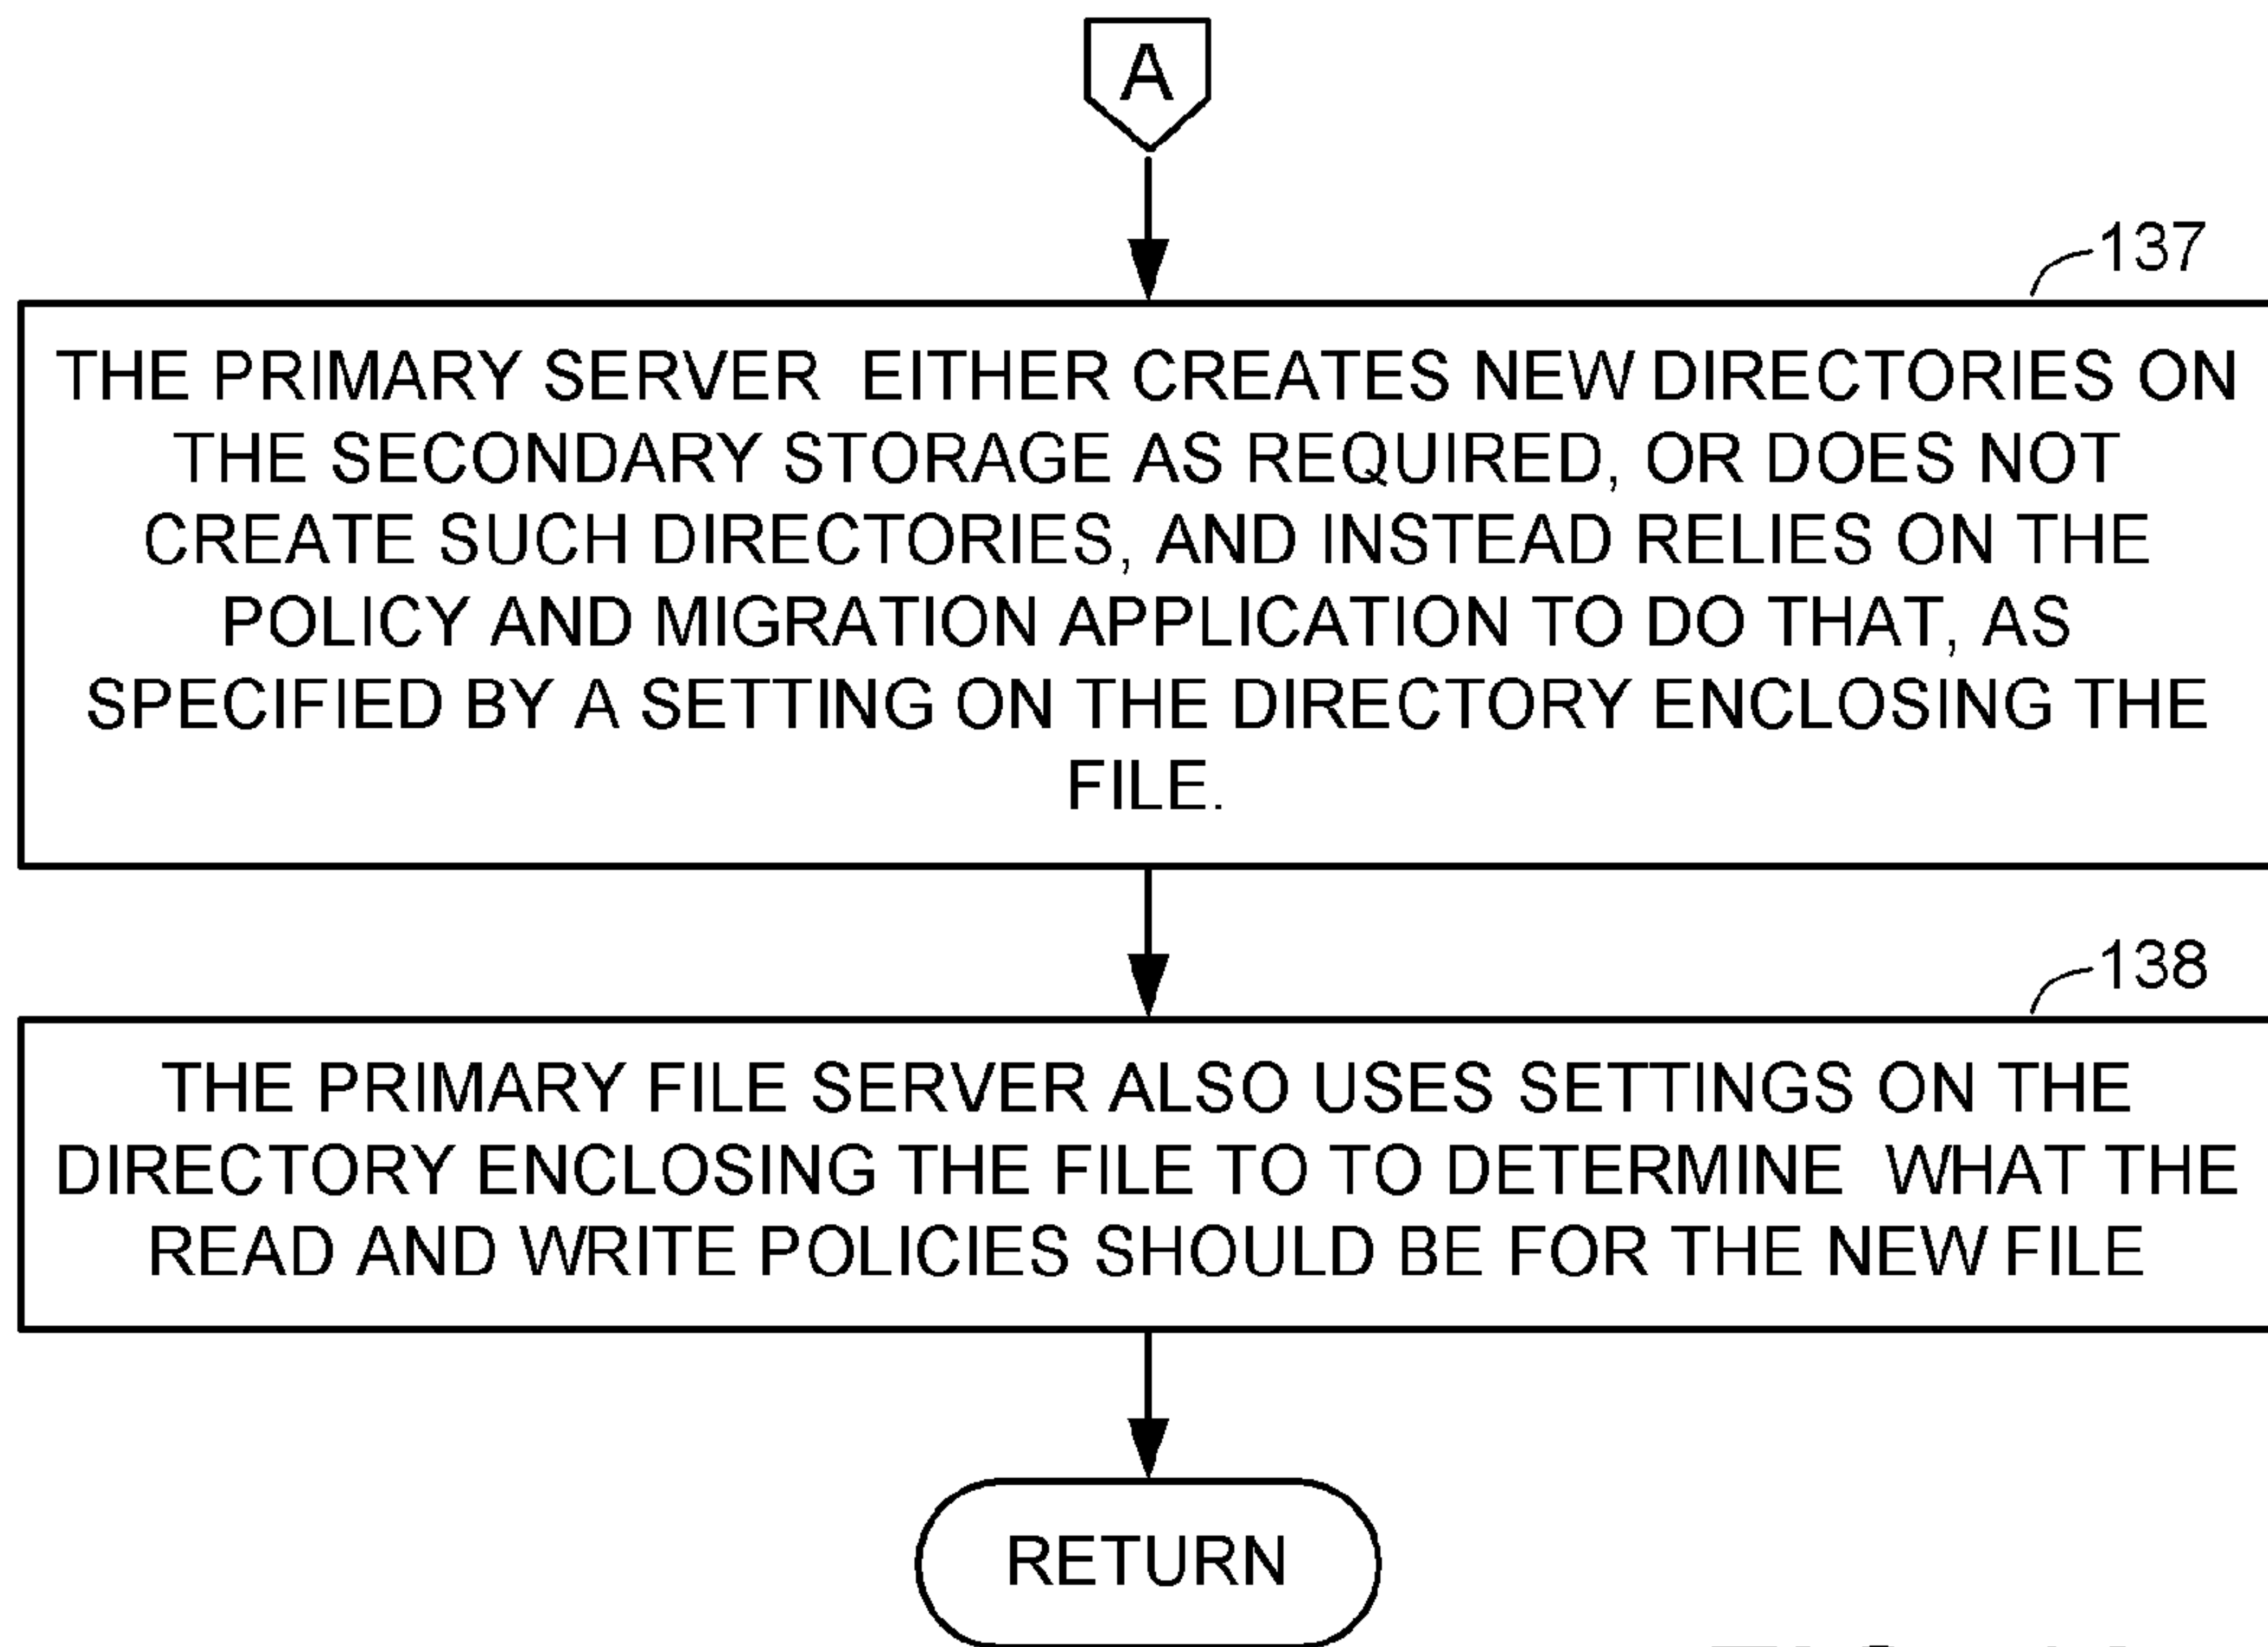 A
137
THE PRIMARY SERVER EITHER CREATES NEW DIRECTORIES ON
THE SECONDARY STORAGE AS REQUIRED, OR DOES NOT
CREATE SUCH DIRECTORIES, AND INSTEAD RELIES ON THE
POLICY AND MIGRATION APPLICATION TO DO THAT, AS
SPECIFIED BY A SETTING ON THE DIRECTORY ENCLOSING THE
FILE.
138
THE PRIMARY FILE SERVER ALSO USES SETTINGS ON THE
DIRECTORY ENCLOSING THE FILE TO TO DETERMINE WHAT THE
READ AND WRITE POLICIES SHOULD BE FOR THE NEW FILE
RETURN